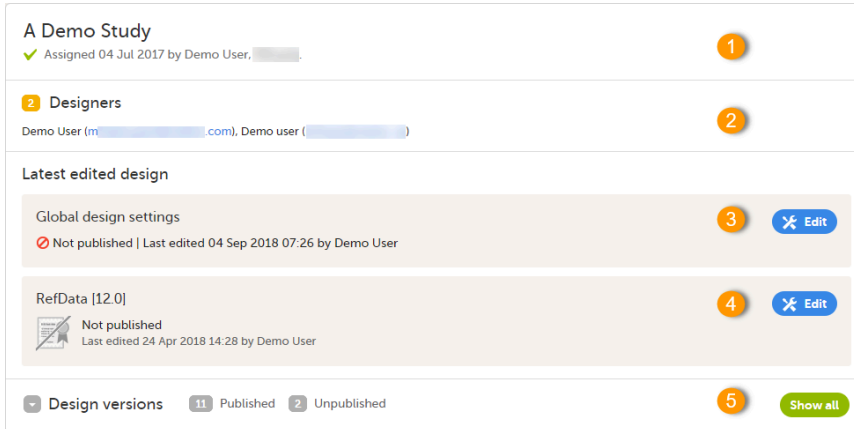 A Demo Study
Assigned 04 Jul 2017 by Demo User, .
1
2 Designers
2
Demo User (m .com), Demo user ( )
Latest edited design
Global design settings
3
Edit
Not published | Last edited 04 Sep 2018 07:26 by Demo User
RefData [12.0]
4
Edit
Not published
Last edited 24 Apr 2018 14:28 by Demo User
Design versions 11 Published 2 Unpublished
5
Show all